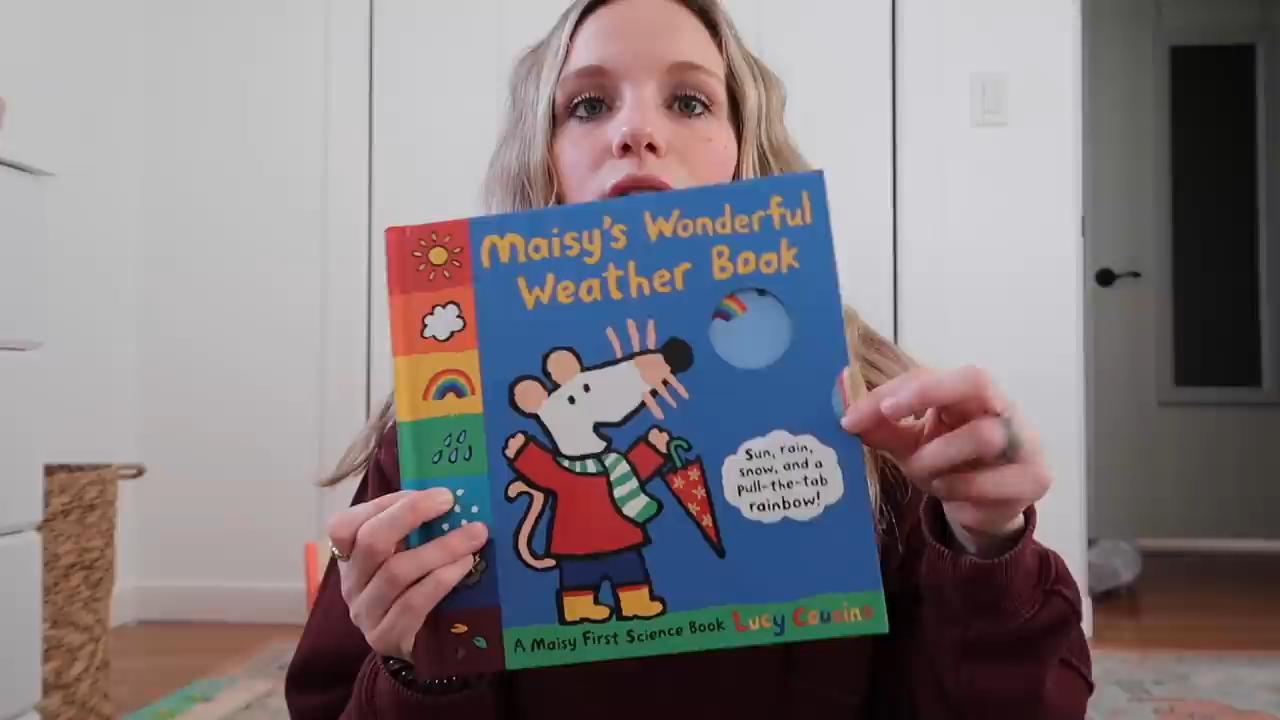 Maisy's Wonderful
Weather Book
Sun, rain,
snow, and a
pull-the-tab
rainbow!
A Maisy First Science Book Lucy Cousins